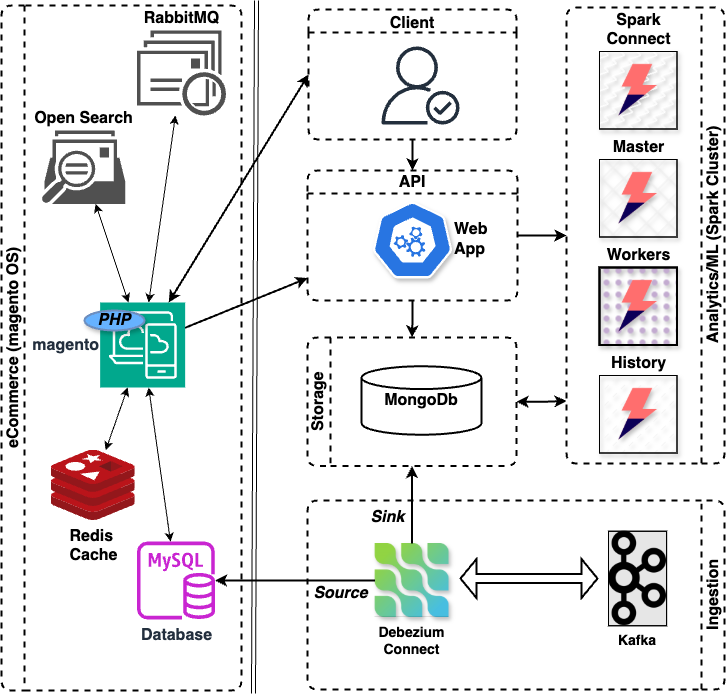 eCommerce (magento OS)
RabbitMQ
Open Search
PHP
magento
Redis
Cache
MySQL
Database
Client
API
Web
App
Storage
MongoDb
Sink
Source
Debezium
Connect
Kafka
Ingestion
Spark
Connect
Master
Workers
History
Analytics/ML (Spark Cluster)